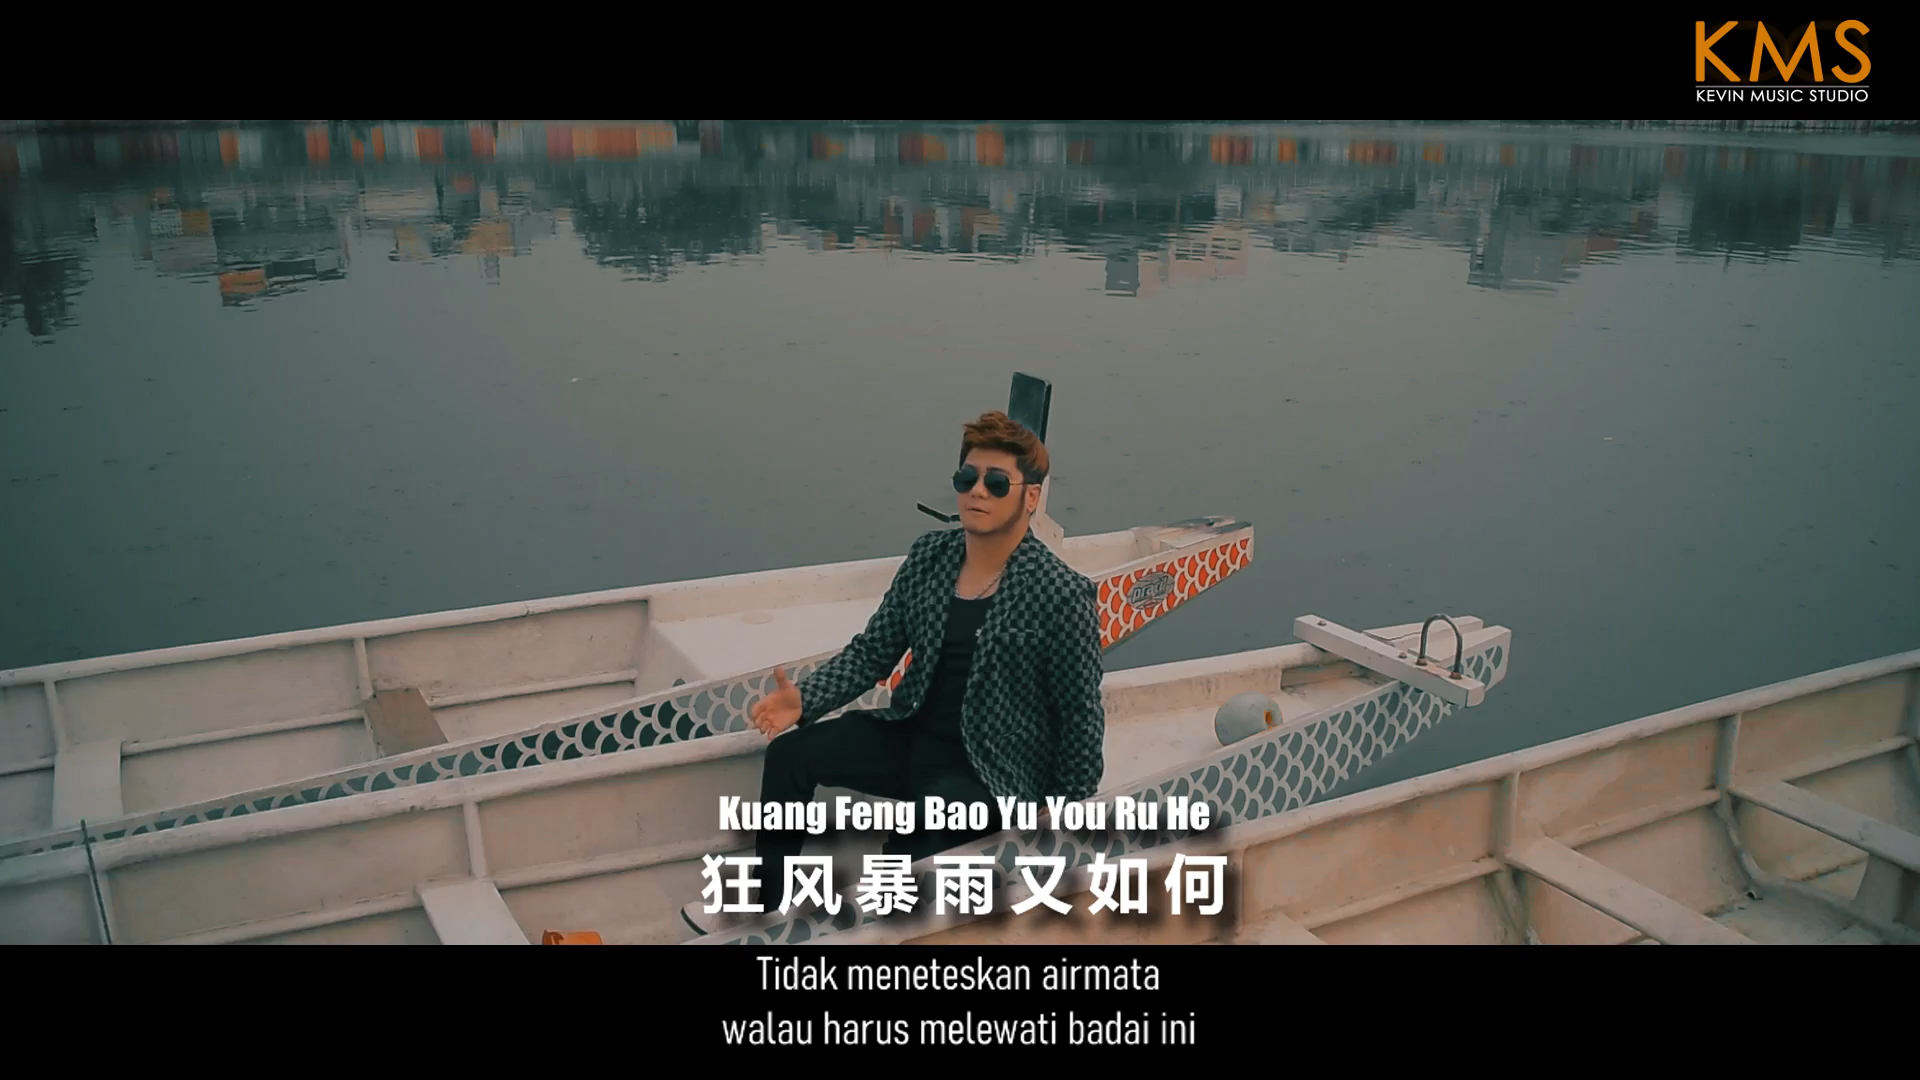 KMS
KEVIN MUSIC STUDIO
Kuang Feng Bao Yu You Ru He
狂风暴雨又如何
Tidak meneteskan airmata
walau harus melewati badai ini